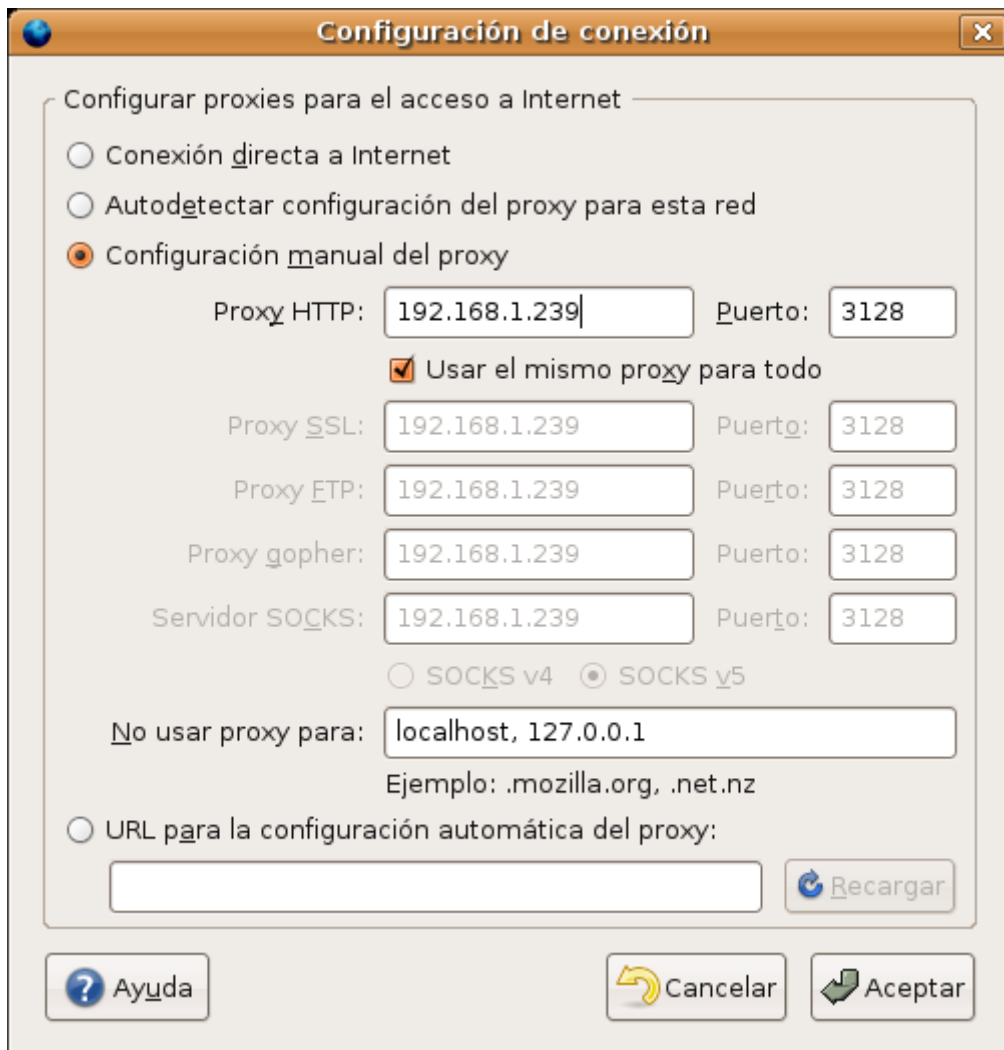 Configuración de conexión
Configurar proxies para el acceso a Internet
Conexión directa a Internet
Autodetectar configuración del proxy para esta red
Configuración manual del proxy
Proxy HTTP: 192.168.1.239 Puerto: 3128
Usar el mismo proxy para todo
Proxy SSL: 192.168.1.239 Puerto: 3128
Proxy FTP: 192.168.1.239 Puerto: 3128
Proxy gopher: 192.168.1.239 Puerto: 3128
Servidor SOCKS: 192.168.1.239 Puerto: 3128
SOCKS v4 SOCKS v5
No usar proxy para: localhost, 127.0.0.1
Ejemplo: .mozilla.org, .net.nz
URL para la configuración automática del proxy:
Recargar
Ayuda Cancelar Aceptar